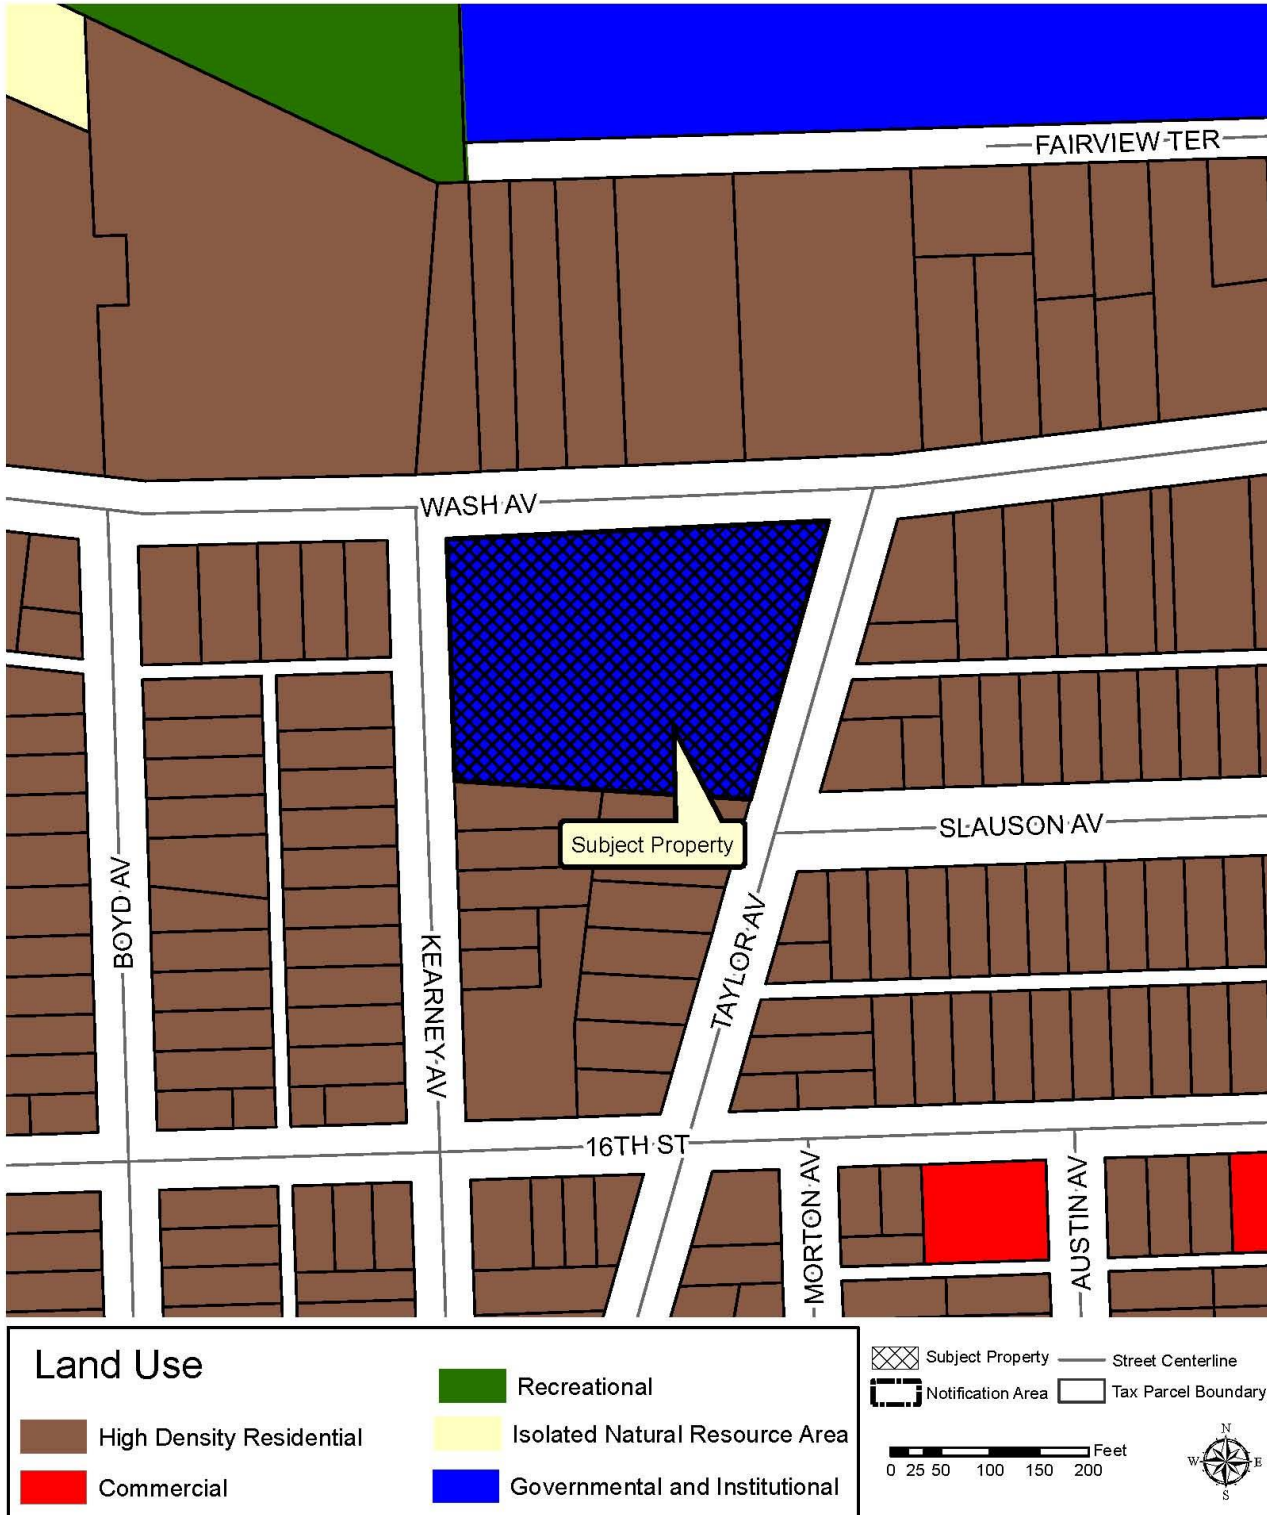 FAIRVIEW TER
WASH AV
Subject Property
SLAUSON AV
BOYD AV
KEARNEY AV
TAYLOR AV
16TH ST
MORTON AV
AUSTIN AV
Land Use
High Density Residential
Commercial
Recreational
Isolated Natural Resource Area
Governmental and Institutional
Subject Property
Street Centerline
Notification Area
Tax Parcel Boundary
Feet
0 25 50 100 150 200
N
W E
S